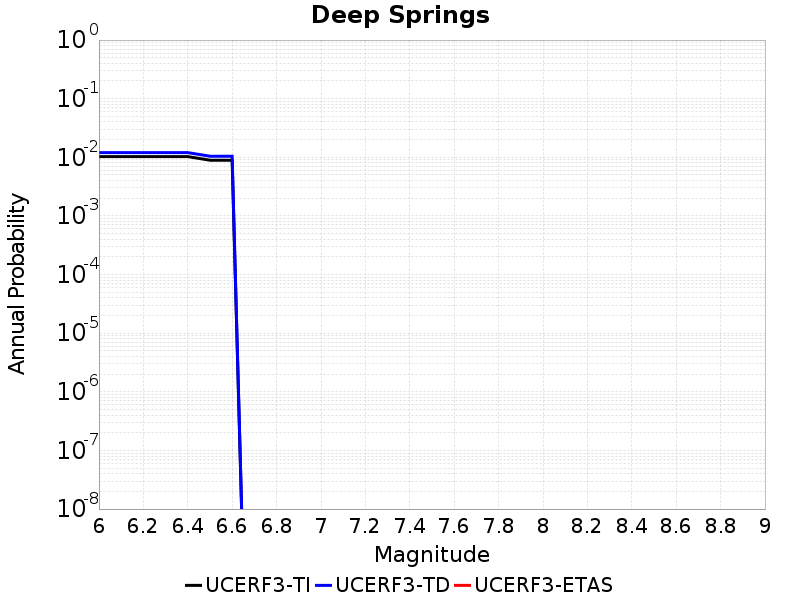 Deep Springs
10^0
10^-1
10^-2
10^-3
10^-4
10^-5
10^-6
10^-7
10^-8
Annual Probability
6 6.2 6.4 6.6 6.8 7 7.2 7.4 7.6 7.8 8 8.2 8.4 8.6 8.8 9
Magnitude
UCERF3-TI UCERF3-TD UCERF3-ETAS